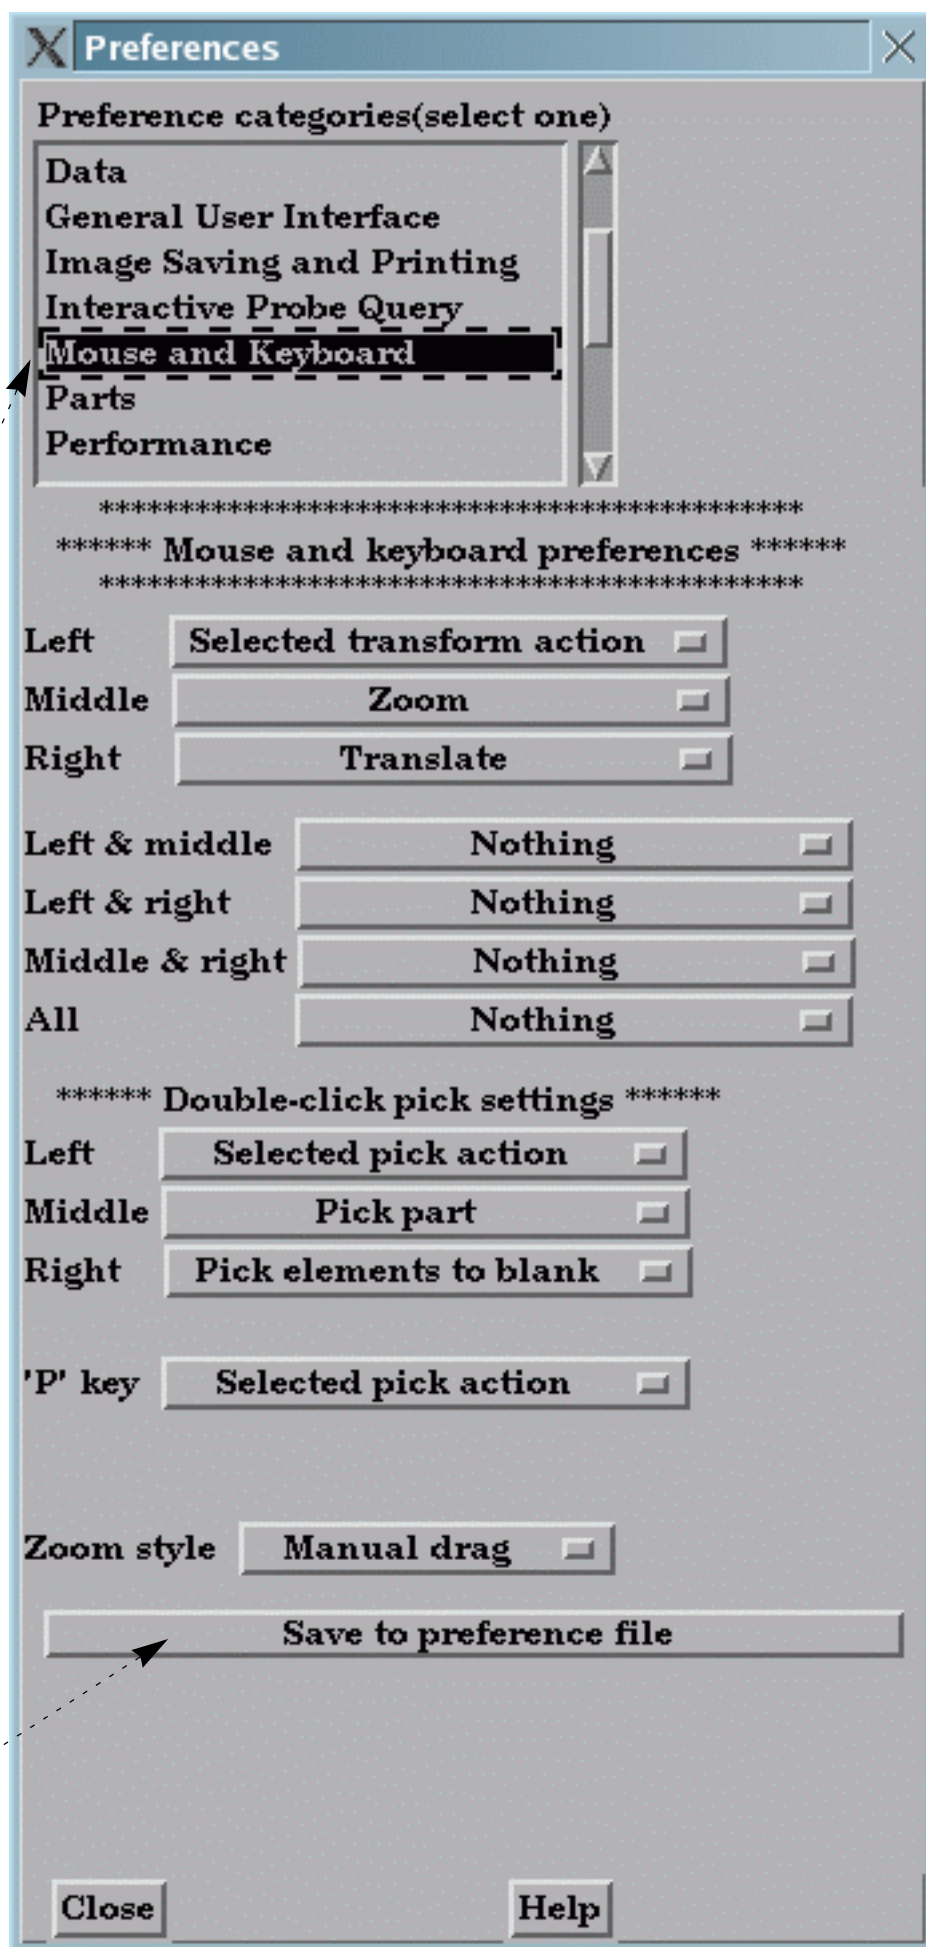 Preferences
Preference categories(select one)
Data
General User Interface
Image Saving and Printing
Interactive Probe Query
Mouse and Keyboard
Parts
Performance
********************************************
****** Mouse and keyboard preferences ******
********************************************
Left Selected transform action
Middle Zoom
Right Translate
Left & middle Nothing
Left & right Nothing
Middle & right Nothing
All Nothing
****** Double-click pick settings ******
Left Selected pick action
Middle Pick part
Right Pick elements to blank
'P' key Selected pick action
Zoom style Manual drag
Save to preference file
Close Help